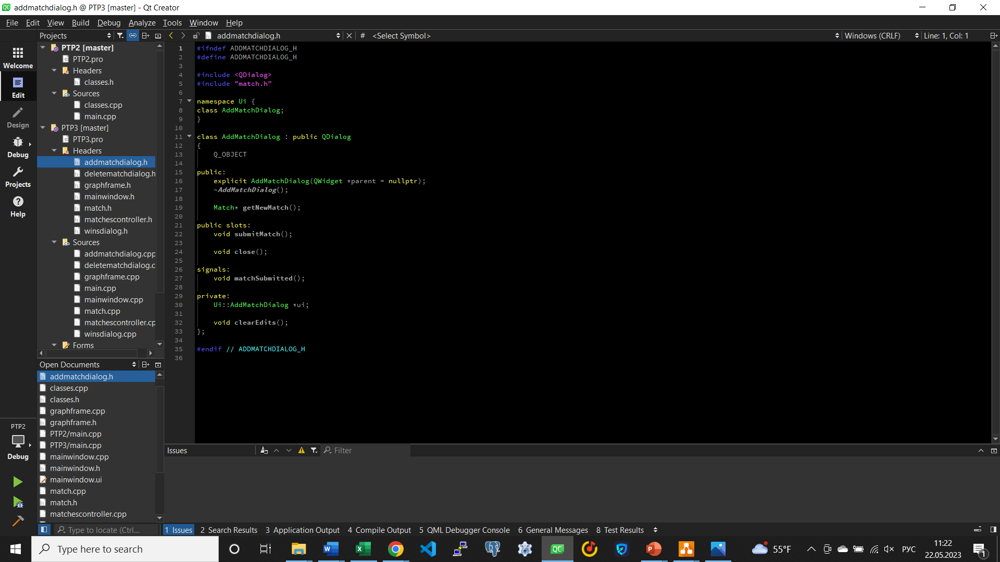 addmatchdialog.h @ PTP3 [master] - Qt Creator
File Edit View Build Debug Analyze Tools Window Help
Projects
addmatchdialog.h
# <Select Symbol>
Windows (CRLF)
Line: 1, Col: 1
Welcome
Edit
Design
Debug
Projects
Help
PTP2
Debug
PTP2 [master]
PTP2.pro
Headers
classes.h
Sources
classes.cpp
main.cpp
PTP3 [master]
PTP3.pro
Headers
addmatchdialog.h
deletematchdialog.h
graphframe.h
mainwindow.h
match.h
matchescontroller.h
winsdialog.h
Sources
addmatchdialog.cpp
deletematchdialog.c
graphframe.cpp
main.cpp
mainwindow.cpp
match.cpp
matchescontroller.cp
winsdialog.cpp
Forms
Open Documents
addmatchdialog.h
classes.cpp
classes.h
graphframe.cpp
graphframe.h
PTP2/main.cpp
PTP3/main.cpp
mainwindow.cpp
mainwindow.h
mainwindow.ui
match.cpp
match.h
matchescontroller.cpp
1 #ifndef ADDMATCHDIALOG_H
2 #define ADDMATCHDIALOG_H
3
4 #include <QDialog>
5 #include "match.h"
6
7 namespace Ui {
8 class AddMatchDialog;
9 }
10
11 class AddMatchDialog : public QDialog
12 {
13 Q_OBJECT
14
15 public:
16 explicit AddMatchDialog(QWidget *parent = nullptr);
17 ~AddMatchDialog();
18
19 Match* getNewMatch();
20
21 public slots:
22 void submitMatch();
23
24 void close();
25
26 signals:
27 void matchSubmitted();
28
29 private:
30 Ui::AddMatchDialog *ui;
31
32 void clearEdits();
33 };
34
35 #endif // ADDMATCHDIALOG_H
36
Issues
Filter
Type to locate (Ctrl...
1 Issues 2 Search Results 3 Application Output 4 Compile Output 5 QML Debugger Console 6 General Messages 8 Test Results
Type here to search
55°F
РУС
11:22
22.05.2023
1